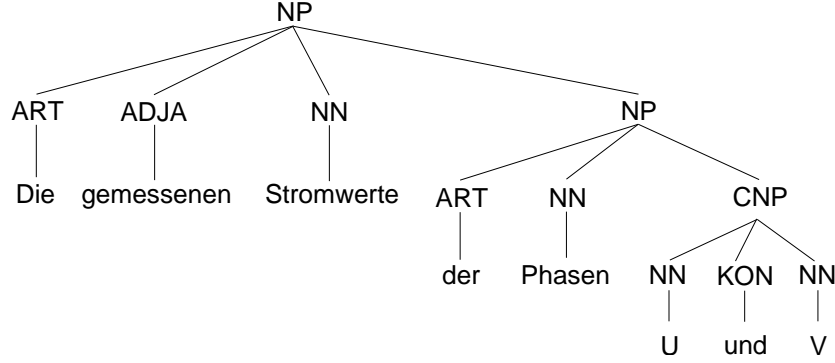 NP
ART ADJA NN NP
Die gemessenen Stromwerte ART NN CNP
der Phasen NN KON NN
U und V